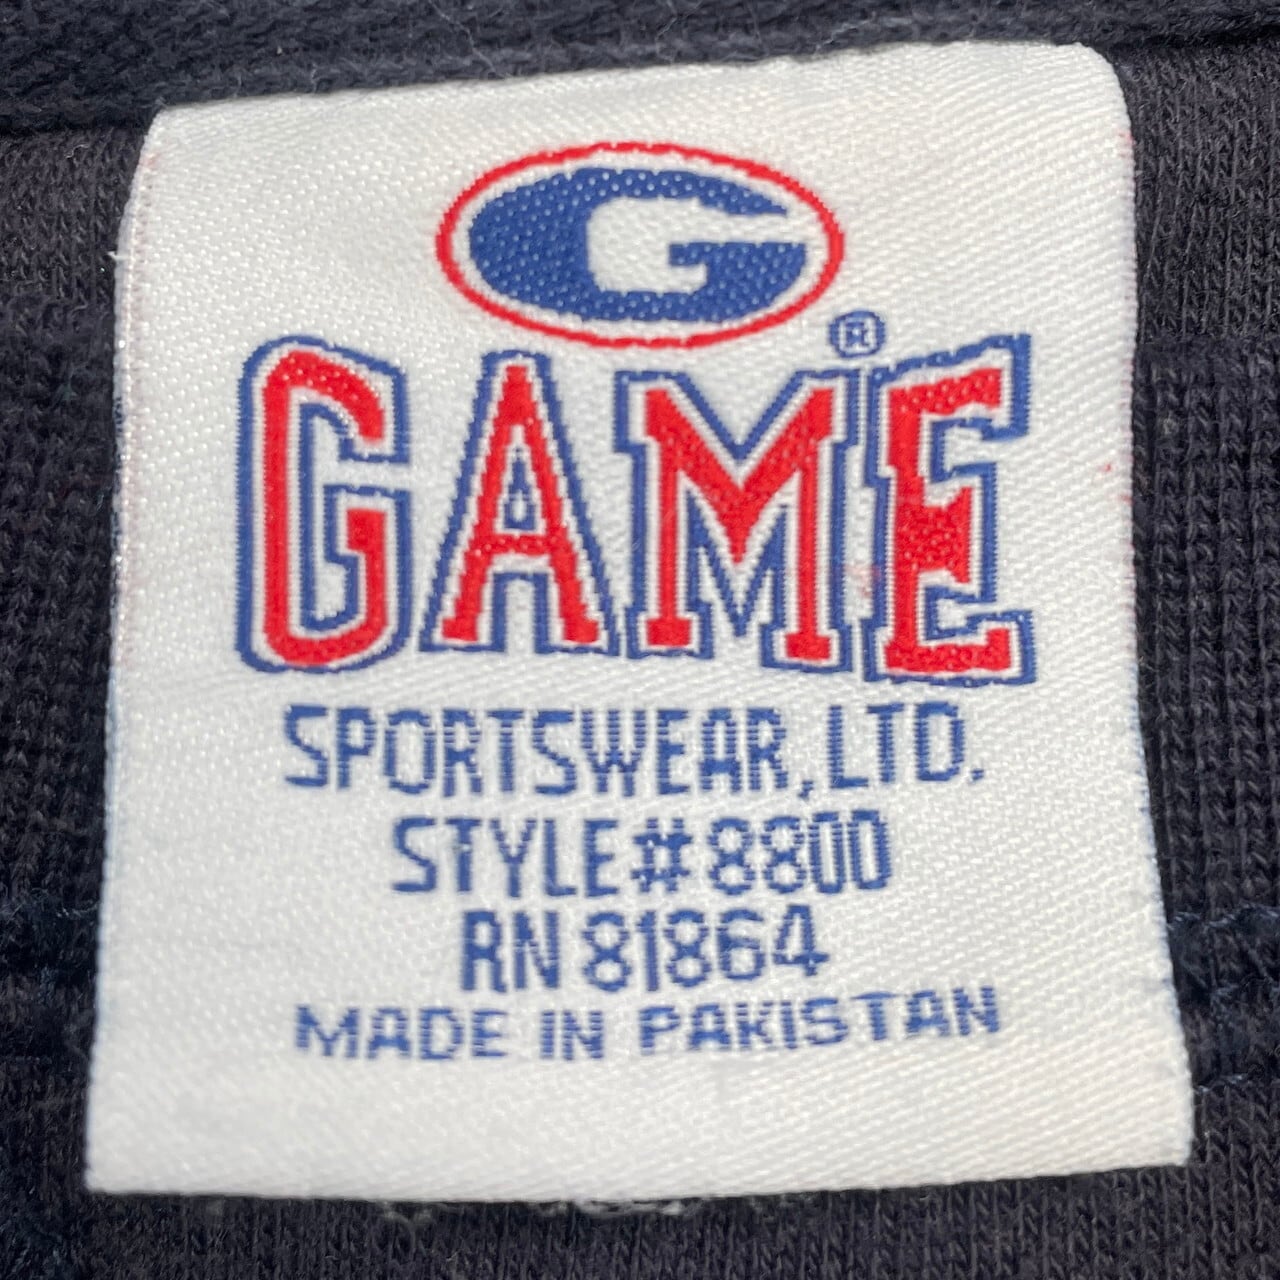 G
GAME®
SPORTSWEAR, LTD.
STYLE# 8800
RN 81864
MADE IN PAKISTAN